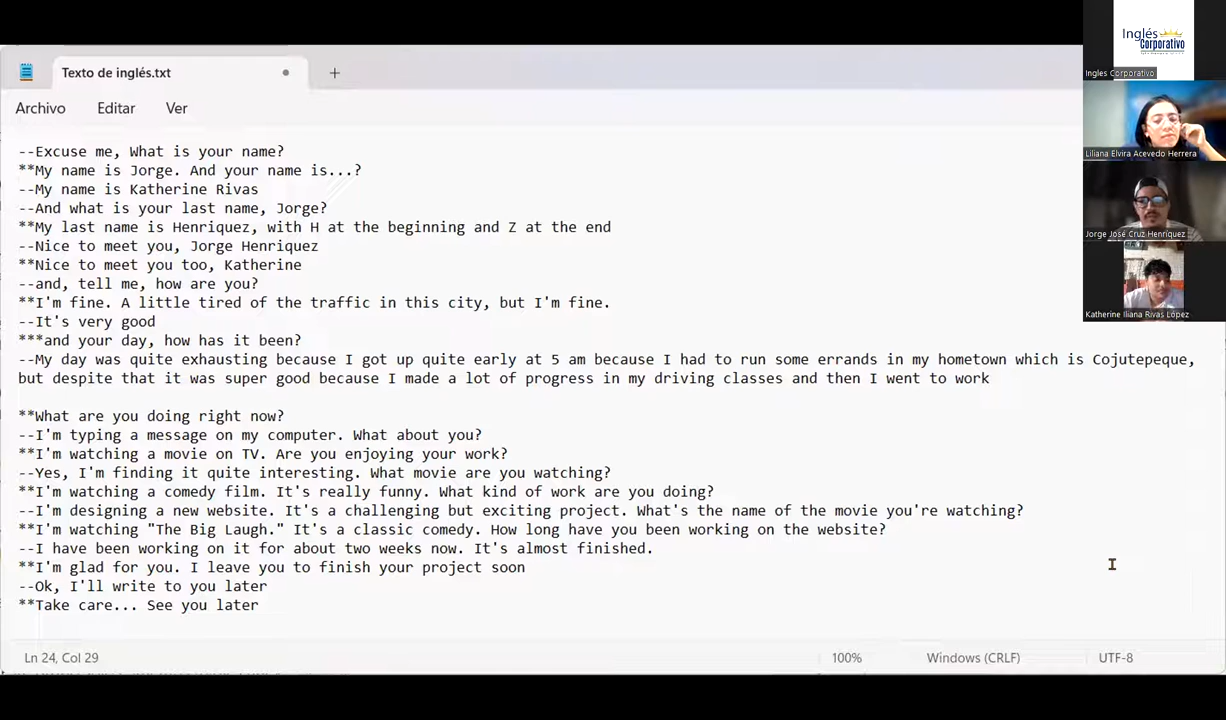 Texto de inglés.txt
Archivo Editar Ver
--Excuse me, What is your name?
**My name is Jorge. And your name is...?
--My name is Katherine Rivas
--And what is your last name, Jorge?
**My last name is Henriquez, with H at the beginning and Z at the end
--Nice to meet you, Jorge Henriquez
**Nice to meet you too, Katherine
--and, tell me, how are you?
**I'm fine. A little tired of the traffic in this city, but I'm fine.
--It's very good
***and your day, how has it been?
--My day was quite exhausting because I got up quite early at 5 am because I had to run some errands in my hometown which is Cojutepeque,
but despite that it was super good because I made a lot of progress in my driving classes and then I went to work
**What are you doing right now?
--I'm typing a message on my computer. What about you?
**I'm watching a movie on TV. Are you enjoying your work?
--Yes, I'm finding it quite interesting. What movie are you watching?
**I'm watching a comedy film. It's really funny. What kind of work are you doing?
--I'm designing a new website. It's a challenging but exciting project. What's the name of the movie you're watching?
**I'm watching "The Big Laugh." It's a classic comedy. How long have you been working on the website?
--I have been working on it for about two weeks now. It's almost finished.
**I'm glad for you. I leave you to finish your project soon
--Ok, I'll write to you later
**Take care... See you later
Ln 24, Col 29 100% Windows (CRLF) UTF-8
Inglés
Corporativo
Ingles Corporativo
Liliana Elvira Acevedo Herrera
Jorge José Cruz Henríquez
Katherine Iliana Rivas López